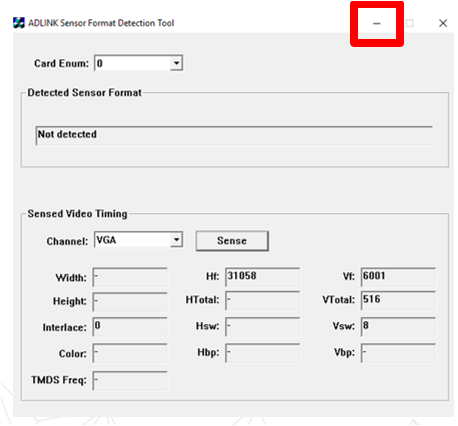 ADLINK Sensor Format Detection Tool
Card Enum: 0
Detected Sensor Format
Not detected
Sensed Video Timing
Channel: VGA Sense
Width: - Hf: 31058 Vf: 6001
Height: - HTotal: - VTotal: 516
Interlace: 0 Hsw: - Vsw: 8
Color: - Hbp: - Vbp: -
TMDS Freq: -